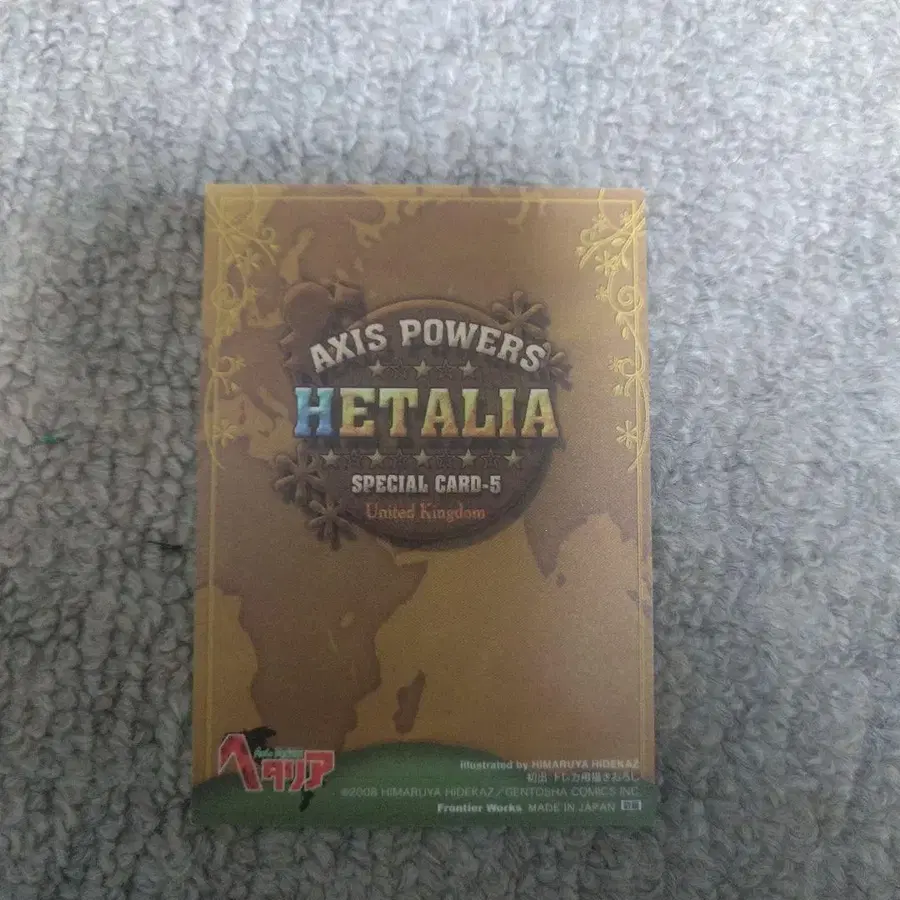 AXIS POWERS
HETALIA
SPECIAL CARD-5
United Kingdom
Axis Powers
ヘタリア
illustrated by HIMARUYA HIDEKAZ
初出 トレカ用描きおろし
©2008 HIMARUYA HIDEKAZ/GENTOSHA COMICS INC.
Frontier Works MADE IN JAPAN